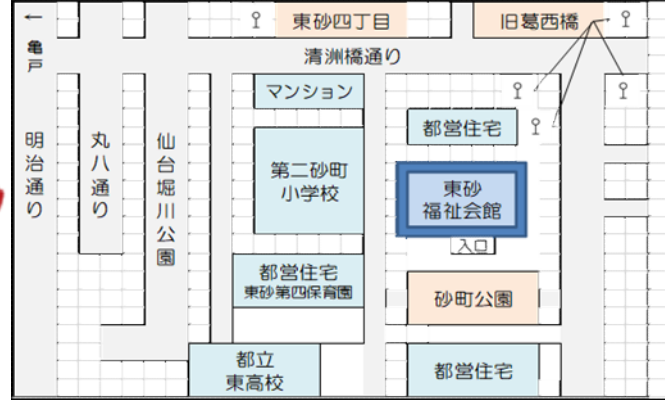 ←
亀戸
東砂四丁目
旧葛西橋
清洲橋通り
マンション
都営住宅
明治通り
丸八通り
仙台堀川公園
第二砂町
小学校
東砂
福祉会館
入口
都営住宅
東砂第四保育園
砂町公園
都立
東高校
都営住宅